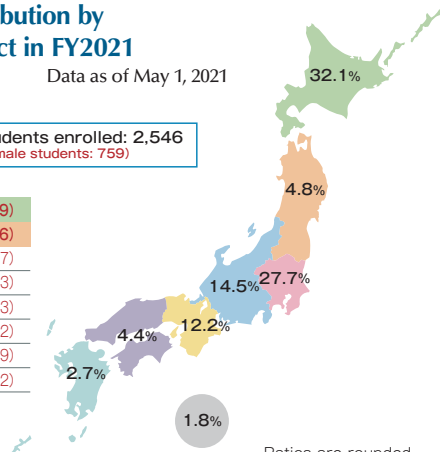 bution by
ct in FY2021
Data as of May 1, 2021
udents enrolled: 2,546
male students: 759)
9)
6)
7)
3)
3)
2)
9)
2)
32.1%
4.8%
14.5%
27.7%
12.2%
4.4%
2.7%
1.8%
Ratios are rounded